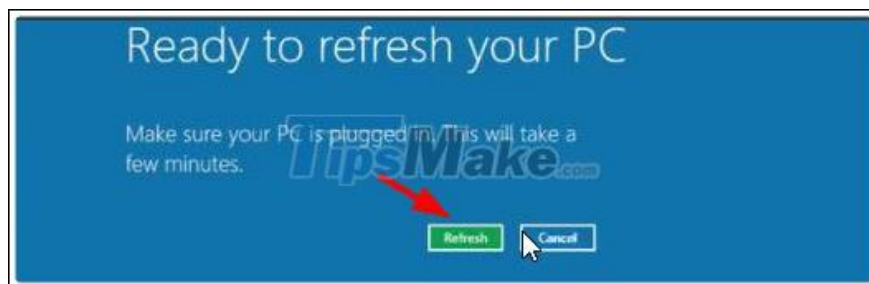 Ready to refresh your PC
Make sure your PC is plugged in. This will take a
few minutes.
TipsMake.com
Refresh
Cancel